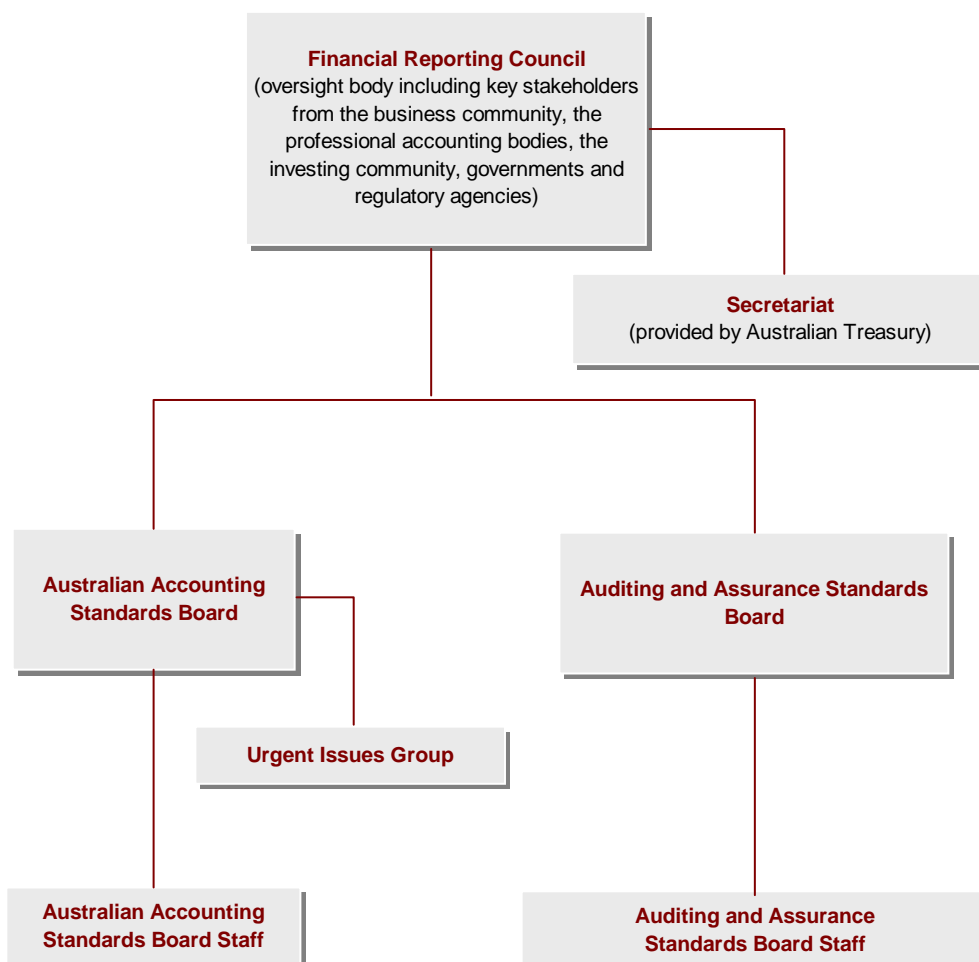 Financial Reporting Council
(oversight body including key stakeholders
from the business community, the
professional accounting bodies, the
investing community, governments and
regulatory agencies)
Secretariat
(provided by Australian Treasury)
Australian Accounting
Standards Board
Auditing and Assurance Standards
Board
Urgent Issues Group
Australian Accounting
Standards Board Staff
Auditing and Assurance
Standards Board Staff